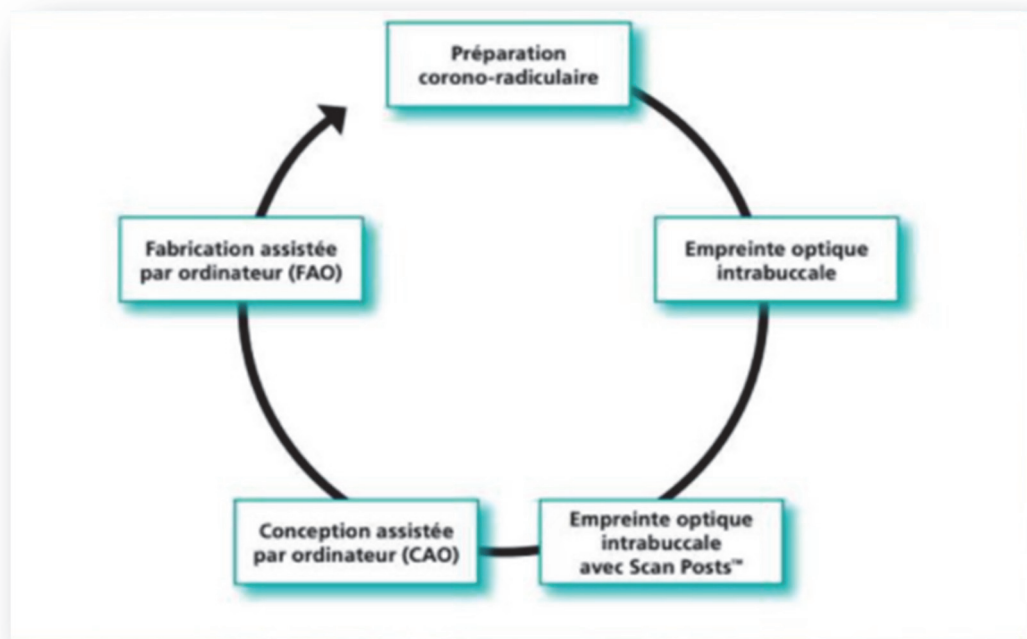 Préparation
corono-radiculaire
Empreinte optique
intrabuccale
Empreinte optique
intrabuccale
avec Scan Posts™
Conception assistée
par ordinateur (CAO)
Fabrication assistée
par ordinateur (FAO)